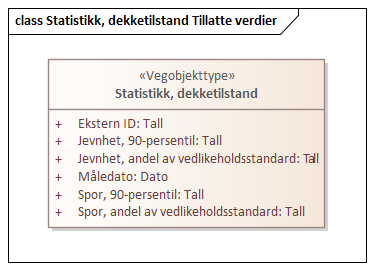 class Statistikk, dekketilstand Tillatte verdier
«Vegobjekttype»
Statistikk, dekketilstand
+ Ekstern ID: Tall
+ Jevnhet, 90-persentil: Tall
+ Jevnhet, andel av vedlikeholdsstandard: Tall
+ Måledato: Dato
+ Spor, 90-persentil: Tall
+ Spor, andel av vedlikeholdsstandard: Tall